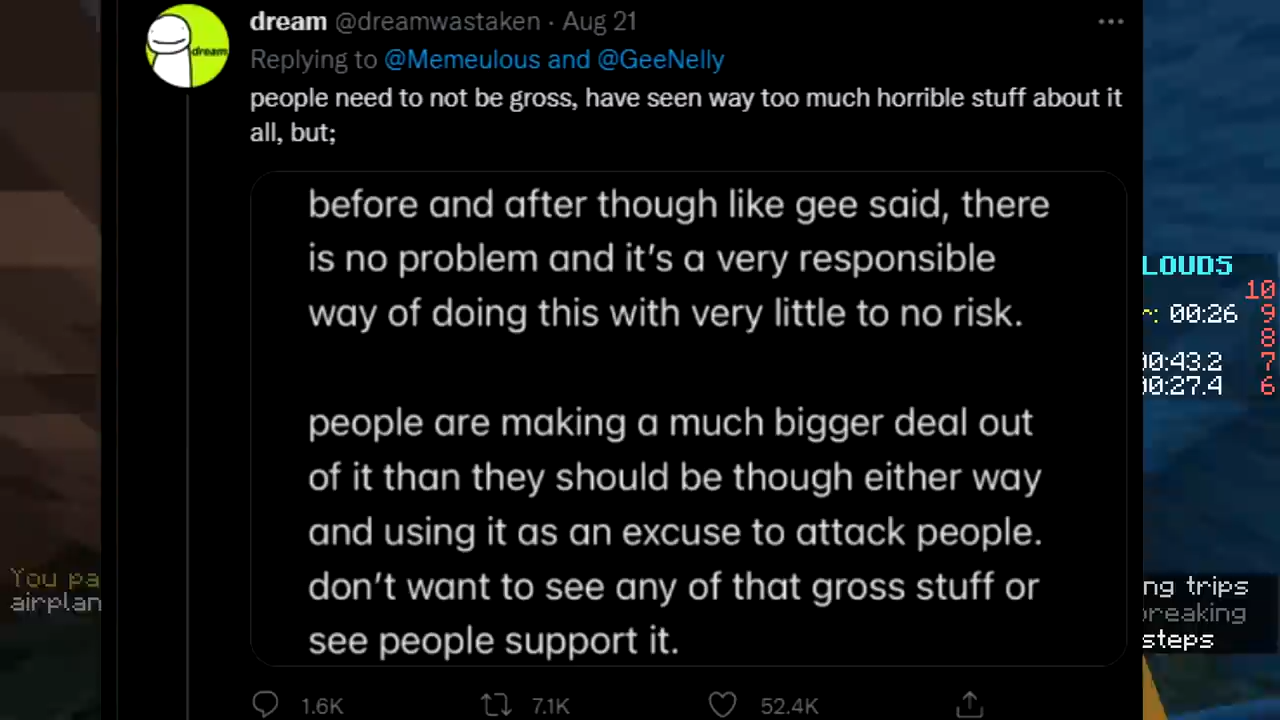 dream @dreamwastaken · Aug 21
Replying to @Memeulous and @GeeNelly
people need to not be gross, have seen way too much horrible stuff about it
all, but;
dream
before and after though like gee said, there
is no problem and it's a very responsible
way of doing this with very little to no risk.
people are making a much bigger deal out
of it than they should be though either way
and using it as an excuse to attack people.
don't want to see any of that gross stuff or
see people support it.
1.6K 7.1K 52.4K
LOUDS
10
: 00:26 9
8
00:43.2 7
00:27.4 6
You pa
airplan
ng trips
reaking
steps